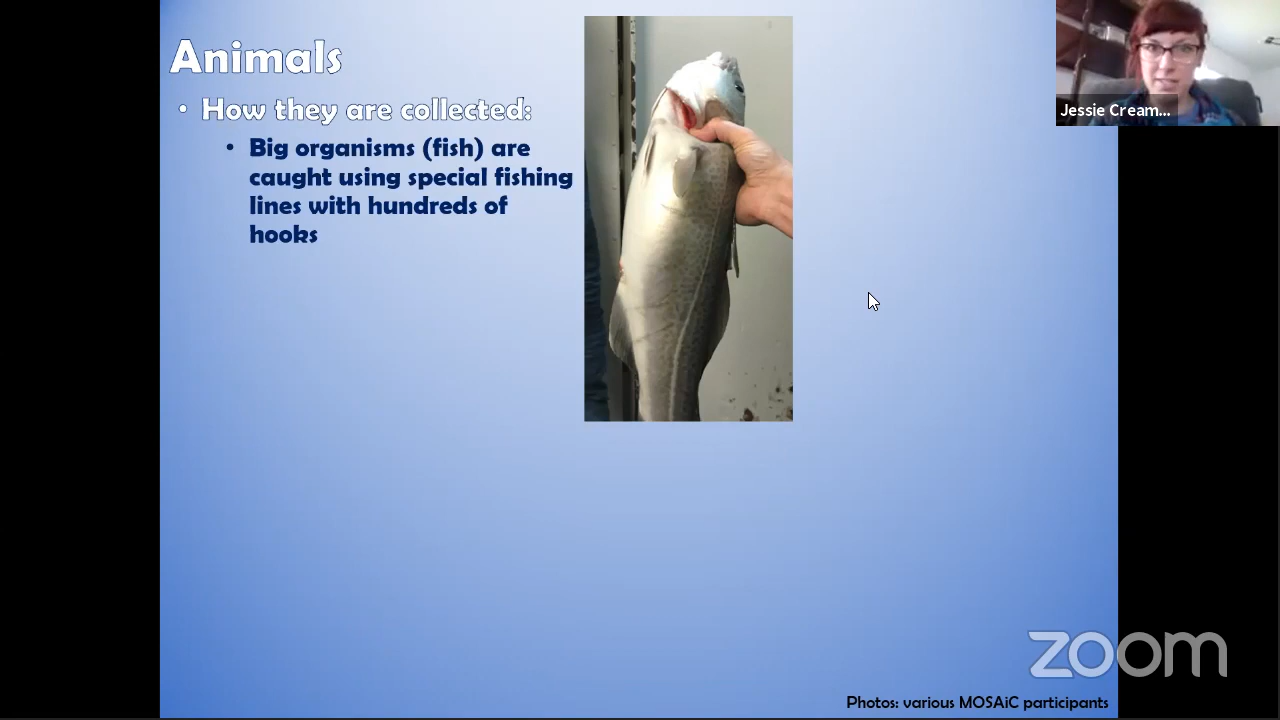 Animals
• How they are collected:
• Big organisms (fish) are
caught using special fishing
lines with hundreds of
hooks
Jessie Cream...
zoom
Photos: various MOSAiC participants